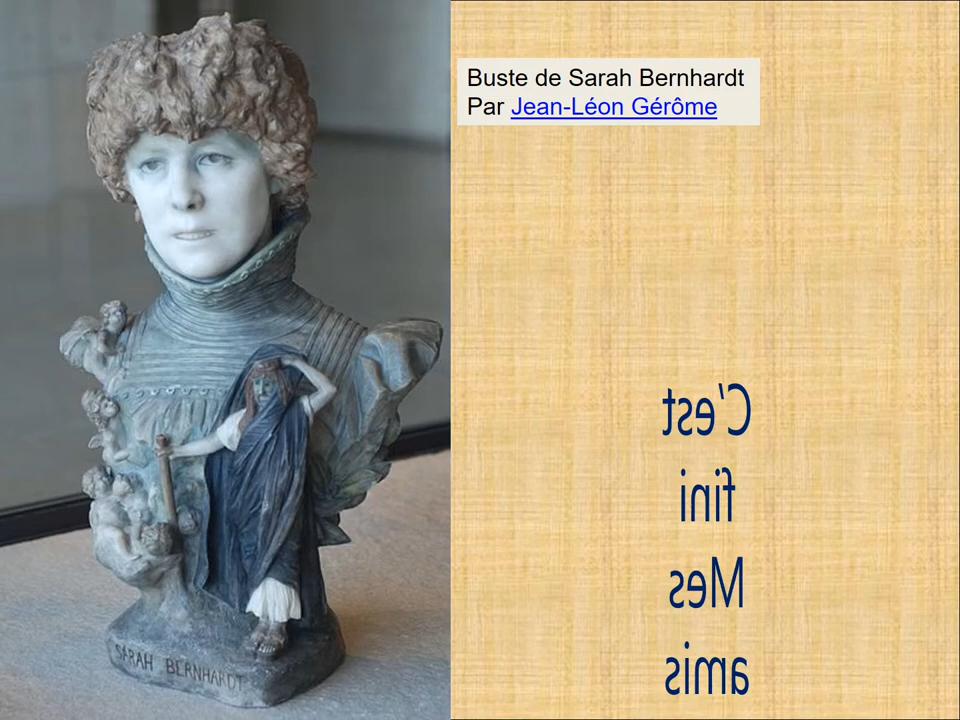 Buste de Sarah Bernhardt
Par Jean-Léon Gérôme
C'est
fini
Mes
amis
SARAH BERNHARDT